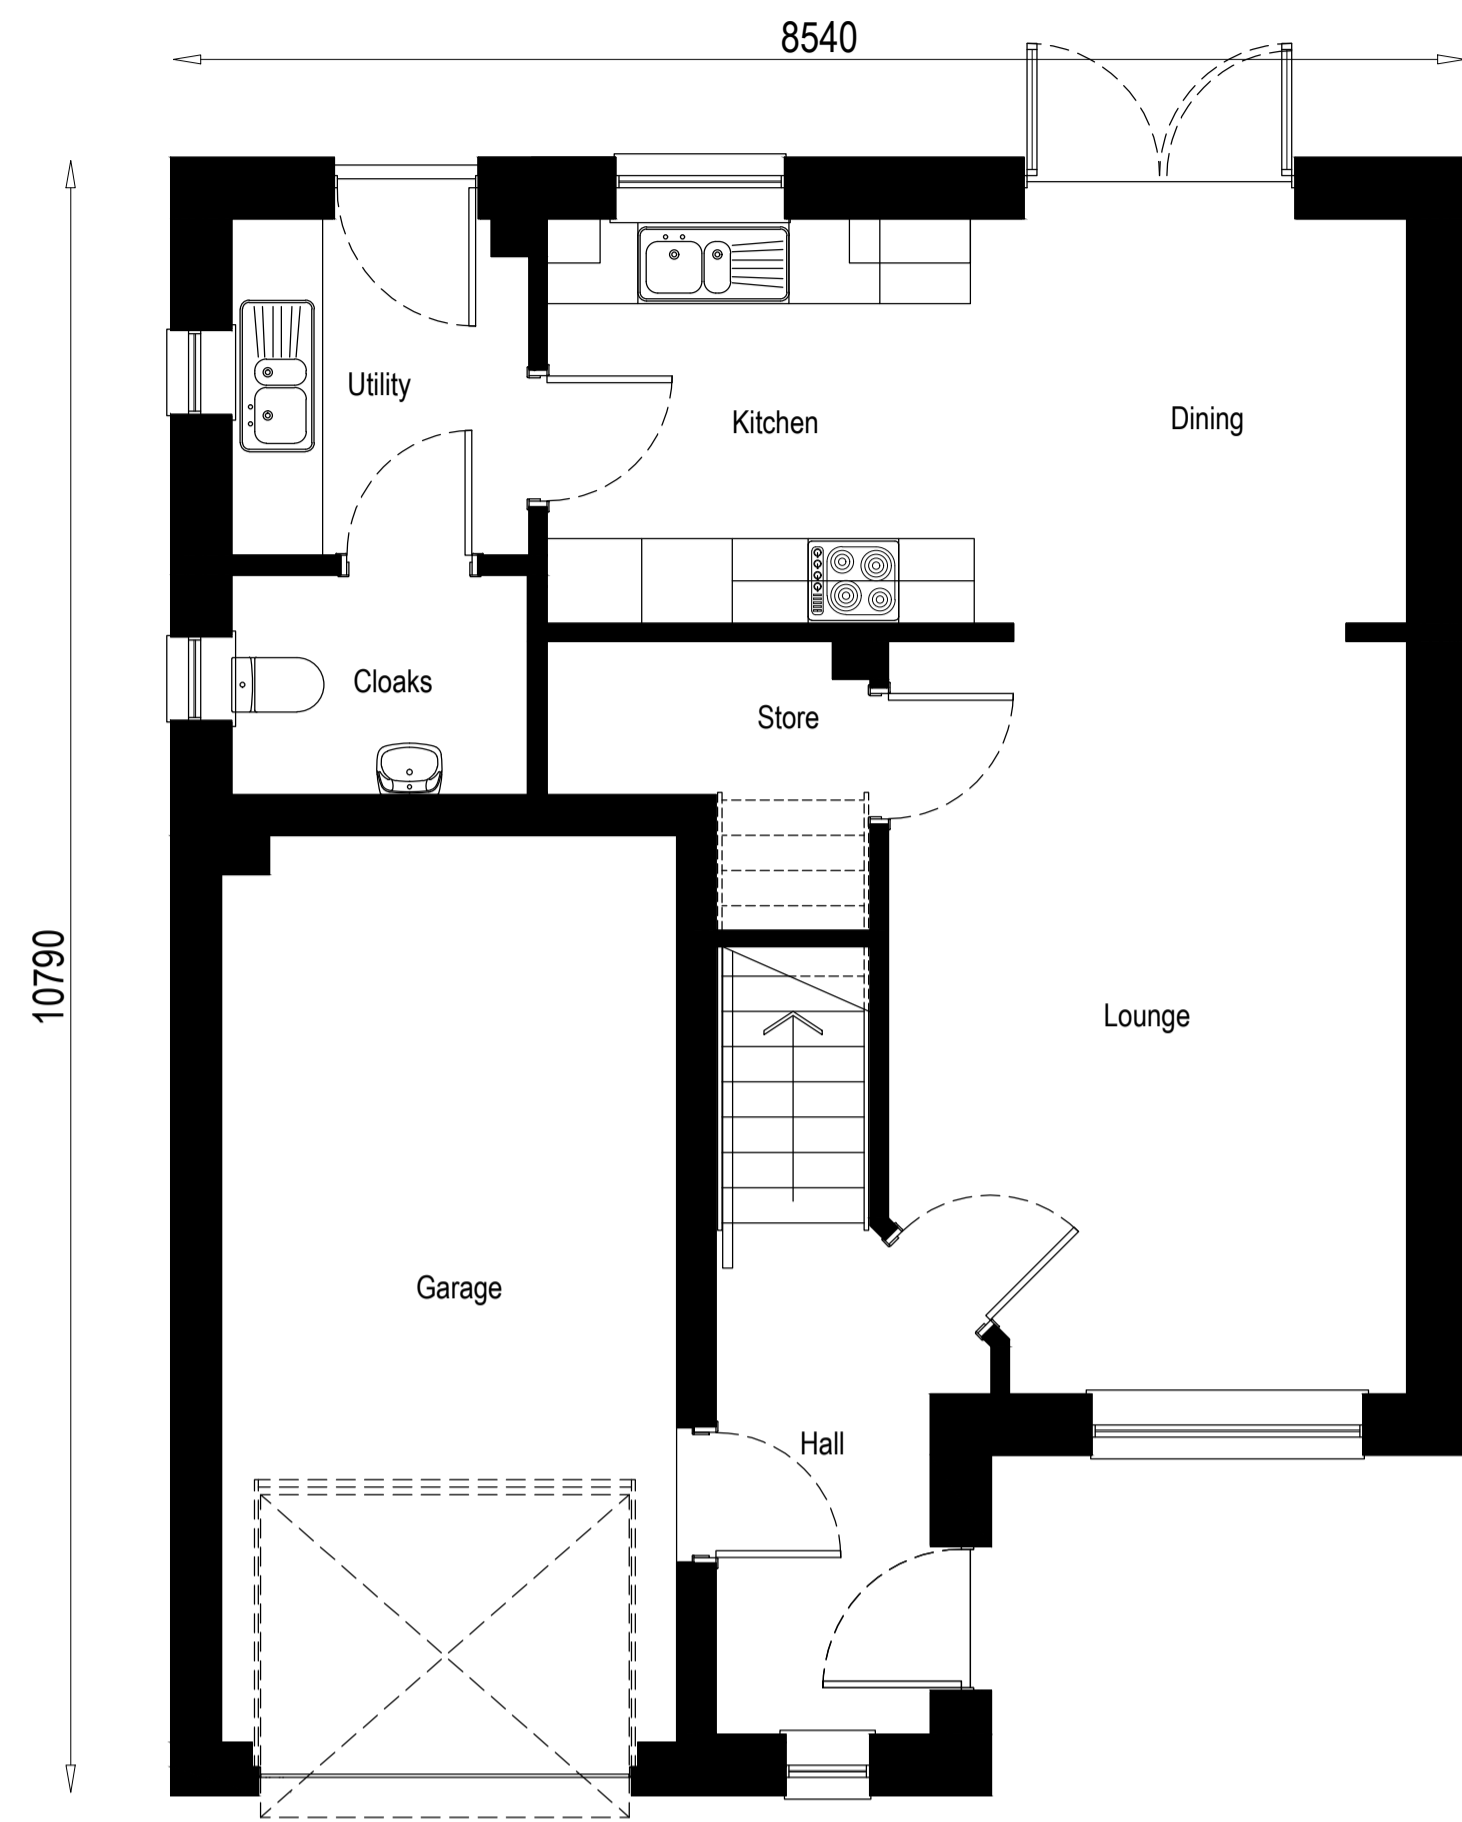 8540
Utility
Kitchen
Dining
Cloaks
Store
10790
Lounge
Garage
Hall